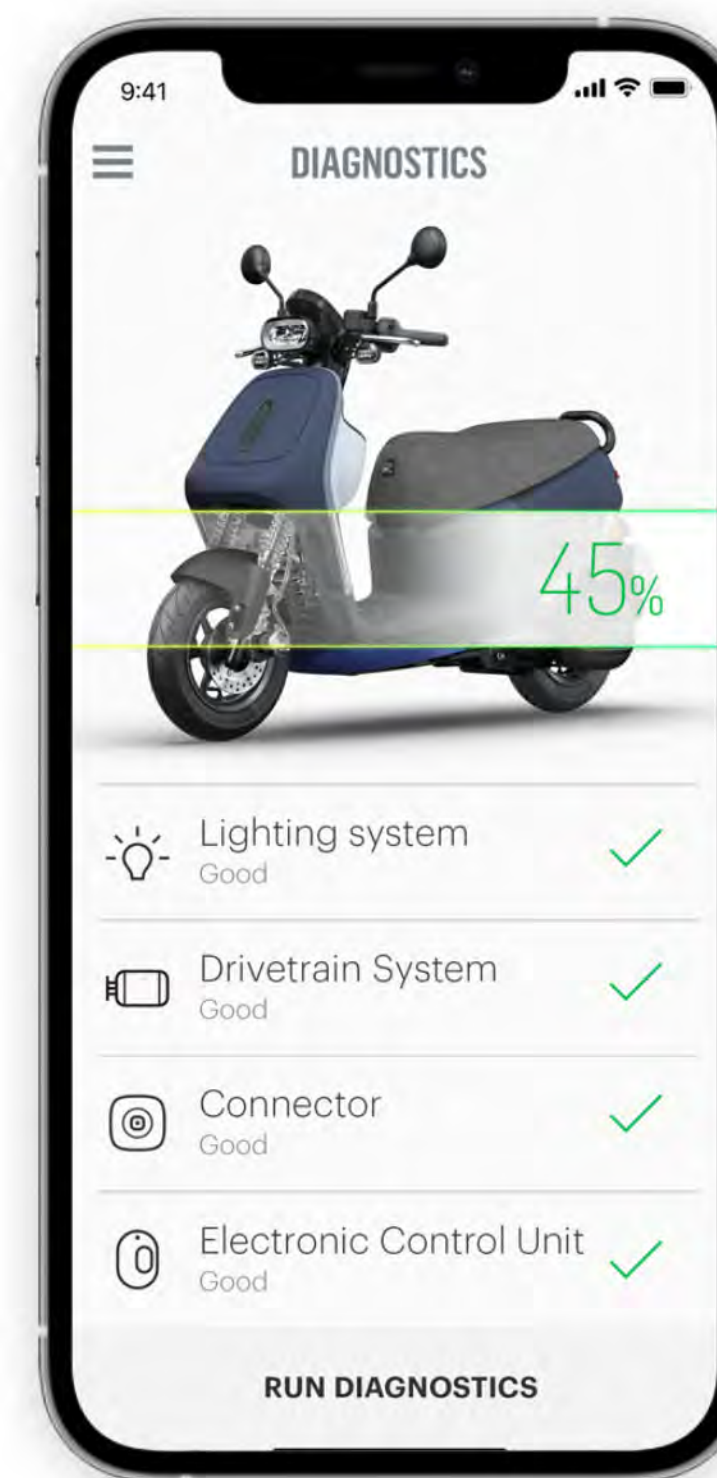 9:41
DIAGNOSTICS
45%
Lighting system
Good
Drivetrain System
Good
Connector
Good
Electronic Control Unit
Good
RUN DIAGNOSTICS